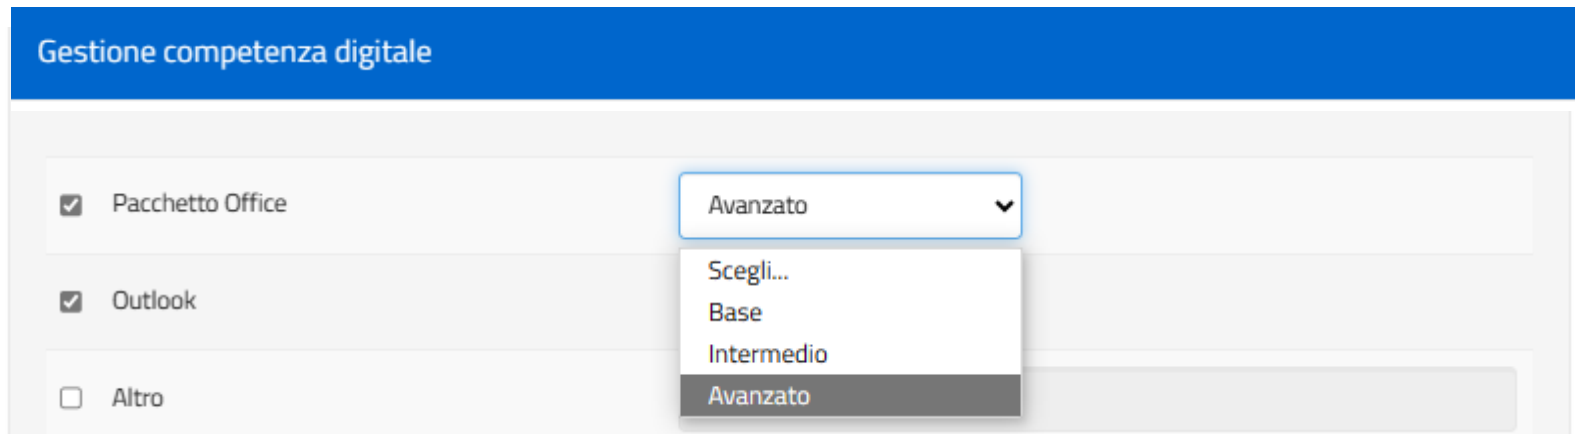 Gestione competenza digitale
Pacchetto Office
Avanzato
Scegli...
Outlook
Base
Intermedio
Altro
Avanzato